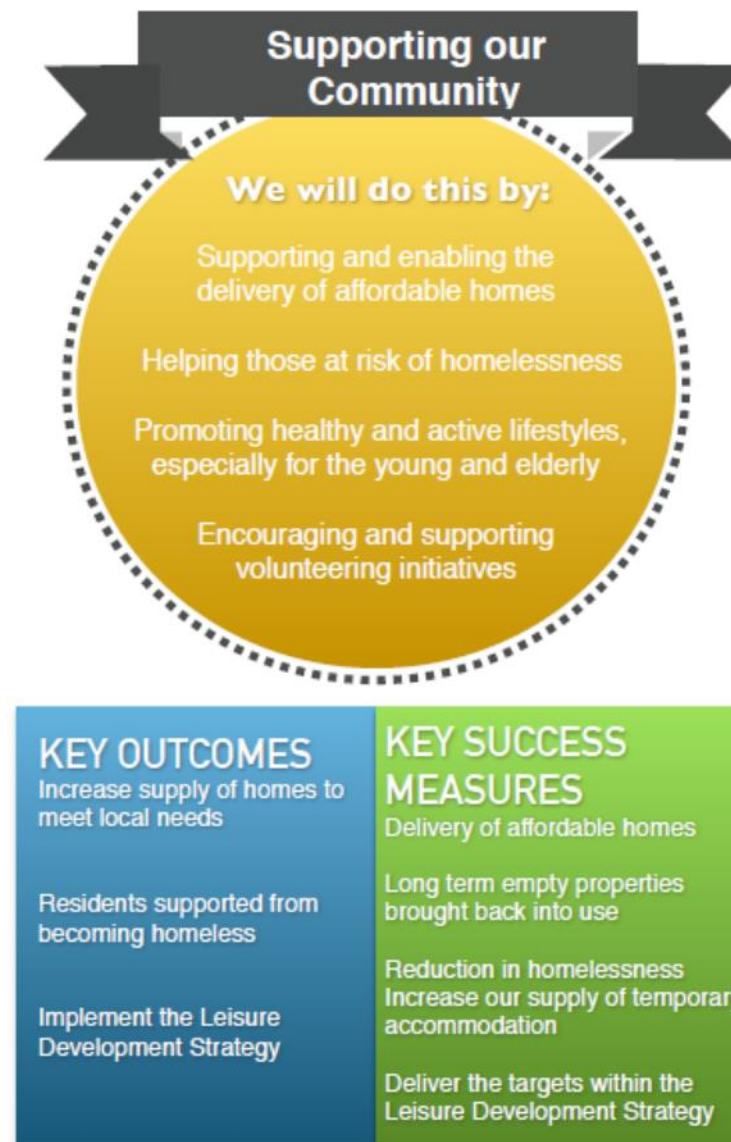 Supporting our
Community
We will do this by:
Supporting and enabling the
delivery of affordable homes
Helping those at risk of homelessness
Promoting healthy and active lifestyles,
especially for the young and elderly
Encouraging and supporting
volunteering initiatives
KEY OUTCOMES
Increase supply of homes to
meet local needs
Residents supported from
becoming homeless
Implement the Leisure
Development Strategy
KEY SUCCESS
MEASURES
Delivery of affordable homes
Long term empty properties
brought back into use
Reduction in homelessness
Increase our supply of temporar
accommodation
Deliver the targets within the
Leisure Development Strategy